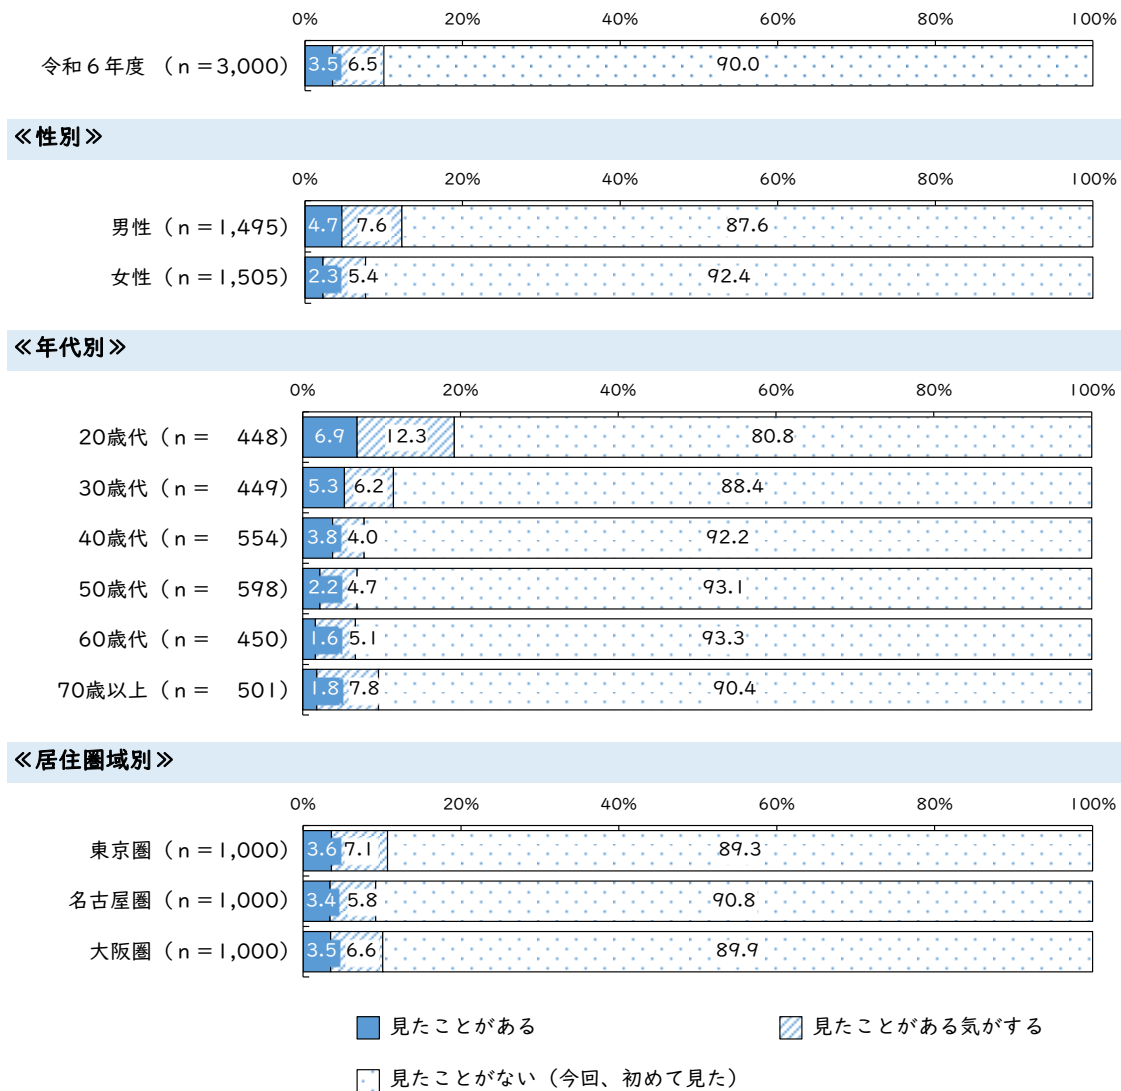 0% 20% 40% 60% 80% 100%
令和6年度 (n=3,000) 3.5 6.5 90.0
≪性別≫
0% 20% 40% 60% 80% 100%
男性(n=1,495) 4.7 7.6 87.6
女性(n=1,505) 2.3 5.4 92.4
≪年代別≫
0% 20% 40% 60% 80% 100%
20歳代(n= 448) 6.9 12.3 80.8
30歳代(n= 449) 5.3 6.2 88.4
40歳代(n= 554) 3.8 4.0 92.2
50歳代(n= 598) 2.2 4.7 93.1
60歳代(n= 450) 1.6 5.1 93.3
70歳以上(n= 501) 1.8 7.8 90.4
≪居住圏域別≫
0% 20% 40% 60% 80% 100%
東京圏(n=1,000) 3.6 7.1 89.3
名古屋圏(n=1,000) 3.4 5.8 90.8
大阪圏(n=1,000) 3.5 6.6 89.9
見たことがある 見たことがある気がする
見たことがない(今回、初めて見た)